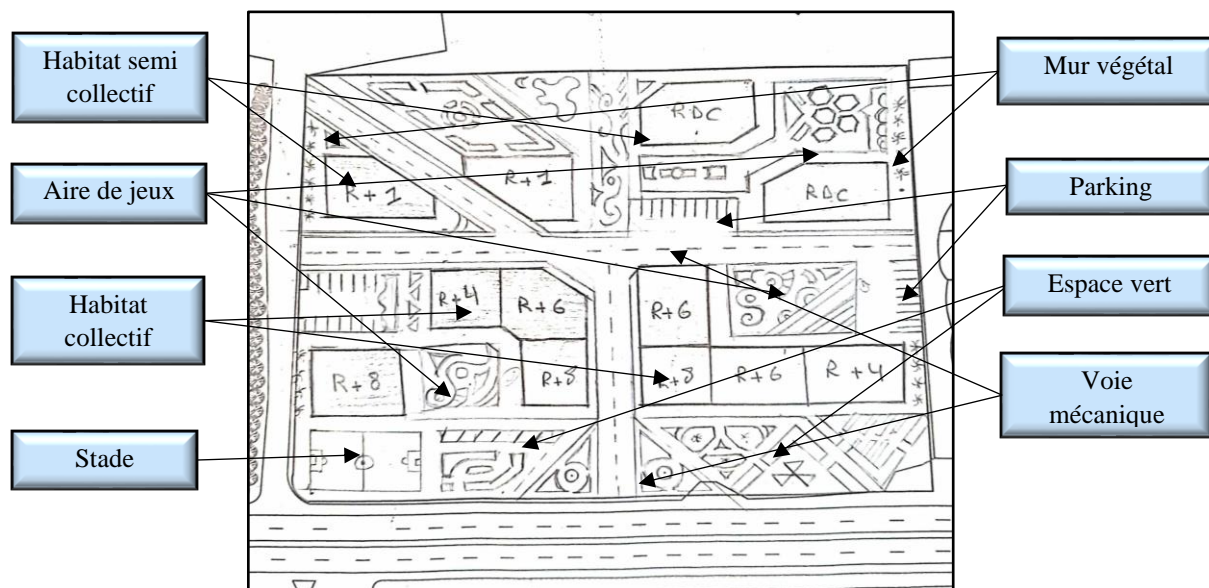 Habitat semi
collectif
Aire de jeux
Habitat
collectif
Stade
RDC
R+1
R+1
RDC
R+4
R+6
R+6
R+8
R+8
R+8
R+6
R+4
Mur végétal
Parking
Espace vert
Voie
mécanique